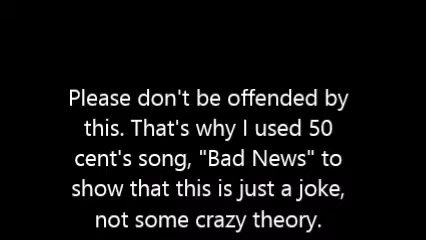 Please don't be offended by
this. That's why I used 50
cent's song, "Bad News" to
show that this is just a joke,
not some crazy theory.